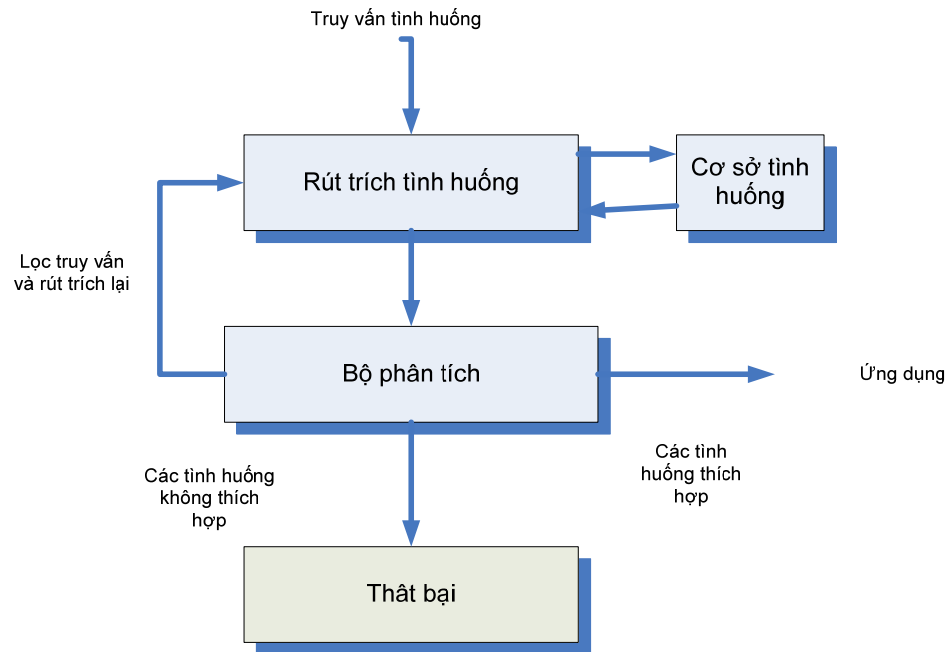 Truy vấn tình huống
Rút trích tình huống
Cơ sở tình
huống
Lọc truy vấn
và rút trích lại
Bộ phân tích
Ứng dụng
Các tình huống
không thích
hợp
Các tình
huống thích
hợp
Thât bại